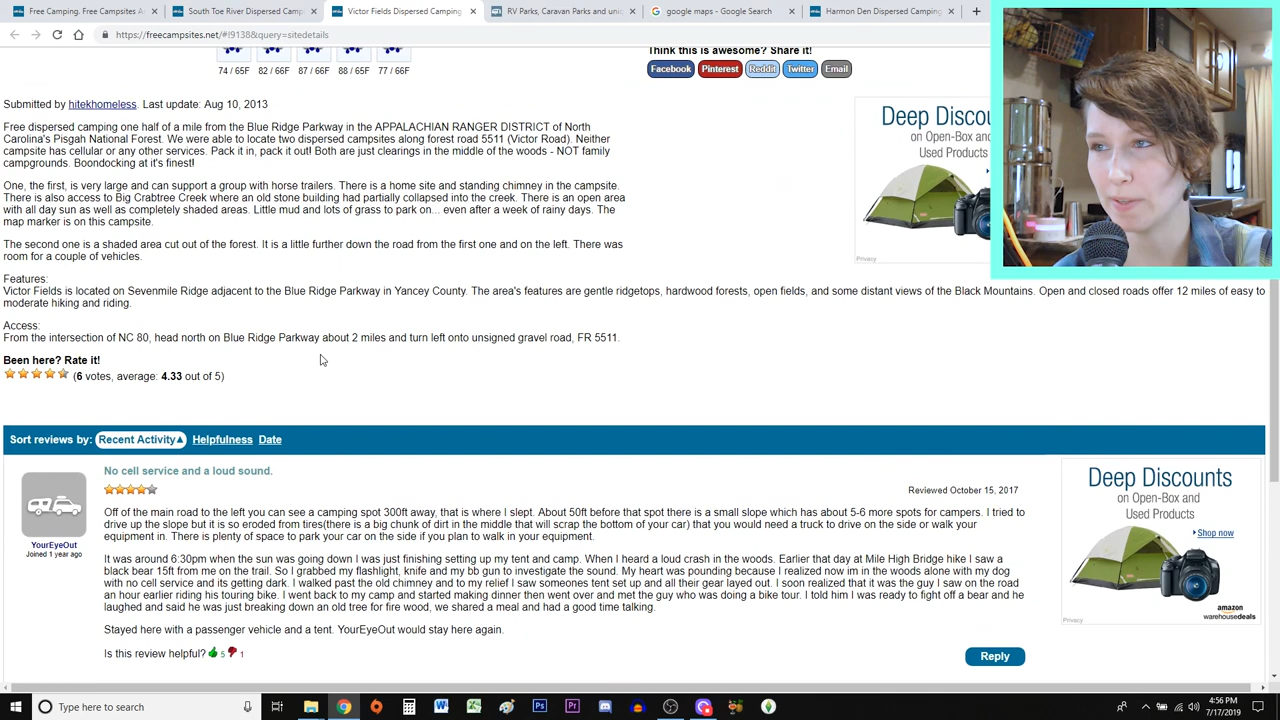 Free Camping. Free Campsites A
South Toe River Dispersed Camp
Victor Fields Dispersed Camping
RV Parks, Caravan Parks and uni
google maps - Google Search
Harmon Den Dispersed Camping
https://freecampsites.net/#!9138&query=sitedetails
Think this is awesome? Share it!
74 / 65F 82 / 66F 87 / 66F 88 / 65F 77 / 66F
Facebook Pinterest Reddit Twitter Email
Submitted by hitekhomeless. Last update: Aug 10, 2013
Free dispersed camping one half of a mile from the Blue Ridge Parkway in the APPALACHIAN RANGER DISTRICT of North
Carolina's Pisgah National Forest. We were able to locate two dispersed campsites along forest road 5511 (Victor Road). Neither
campsite has cellular or any other services. Pack it in, pack it out! Both are just clearings in the middle of the woods - NOT family
campgrounds. Boondocking at it's finest!
One, the first, is very large and can support a group with horse trailers. There is a home site and standing chimney in the campsite.
There is also access to Big Crabtree Creek where an old stone building had partially collapsed into the creek. There is an open area
with all day sun as well as completely shaded areas. Little mud and lots of grass to park on... even after a week of rainy days. The
map marker is on this campsite.
The second one is a shaded area cut out of the forest. It is a little further down the road from the first one and on the left. There was
room for a couple of vehicles.
Deep Discou
on Open-Box an
Used Products
Privacy
Features:
Victor Fields is located on Sevenmile Ridge adjacent to the Blue Ridge Parkway in Yancey County. The area's features are gentle ridgetops, hardwood forests, open fields, and some distant views of the Black Mountains. Open and closed roads offer 12 miles of easy to
moderate hiking and riding.
Access:
From the intersection of NC 80, head north on Blue Ridge Parkway about 2 miles and turn left onto unsigned gravel road, FR 5511.
Been here? Rate it!
(6 votes, average: 4.33 out of 5)
Sort reviews by: Recent Activity▲ Helpfulness Date
No cell service and a loud sound.
Reviewed October 15, 2017
YourEyeOut
Joined 1 year ago
Off of the main road to the left you can see a camping spot 300ft away, that is where I slept. About 50ft before that spot there is a small slope which has about 5-6 more spots for campers. I tried to
drive up the slope but it is so eroded from tires(there is a big chunk of dirt in the middle that will scrap the bottom of your car) that you would need a truck to drive on the side or walk your
equipment in. There is plenty of space to park your car on the side if you plan to walk in your equipment.
It was around 6:30pm when the sun was going down I was just finishing setting up my tent and camp. When I heard a loud crash in the woods. Earlier that day at Mile High Bridge hike I saw a
black bear 15ft from me on the trail. So I grabbed my flashlight, knife and my bb gun to investigate the sound. My heart was pounding because I realized now im in the woods alone with my dog
with no cell service and its getting dark. I walked past the old chimney and to my relief I saw someones tent set up and all their gear layed out. I soon realized that it was the guy I saw on the road
an hour earlier riding his touring bike. I went back to my camp and started making dinner then went over and met the guy who was doing a bike tour. I told him I was ready to fight off a bear and he
laughed and said he was just breaking down an old tree for fire wood, we shared a meal and had a good time talking.
Stayed here with a passenger vehicle and a tent. YourEyeOut would stay here again.
Is this review helpful? 5 1
Reply
Deep Discounts
on Open-Box and
Used Products
Shop now
amazon
warehousedeals
Privacy
Type here to search
4:56 PM
7/17/2019